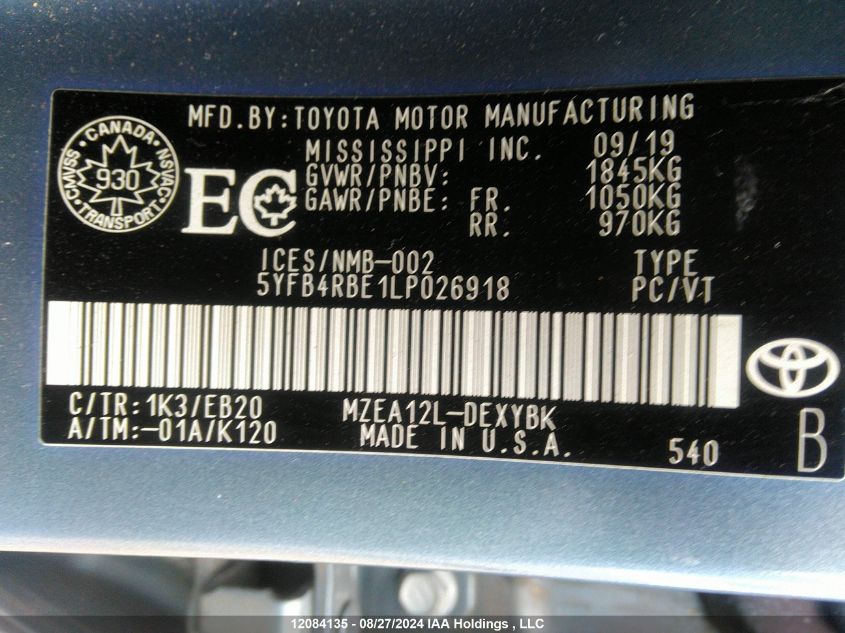 MFD.BY:TOYOTA MOTOR MANUFACTURING
MISSISSIPPI INC. 09/19
GVWR/PNBV: 1845KG
GAWR/PNBE: FR. 1050KG
RR. 970KG
CANADA
CMVSS 930 NSVAC
TRANSPORT
EC
ICES/NMB-002 TYPE
5YFB4RBE1LP026918 PC/VT
C/TR:1K3/EB20 MZEA12L-DEXYBK
A/TM:-01A/K120 MADE IN U.S.A. 540 B
12084135 - 08/27/2024 IAA Holdings , LLC